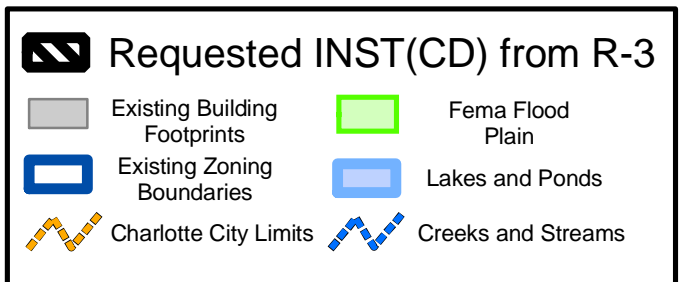 Requested INST(CD) from R-3
Existing Building
Footprints
Fema Flood
Plain
Existing Zoning
Boundaries
Lakes and Ponds
Charlotte City Limits
Creeks and Streams